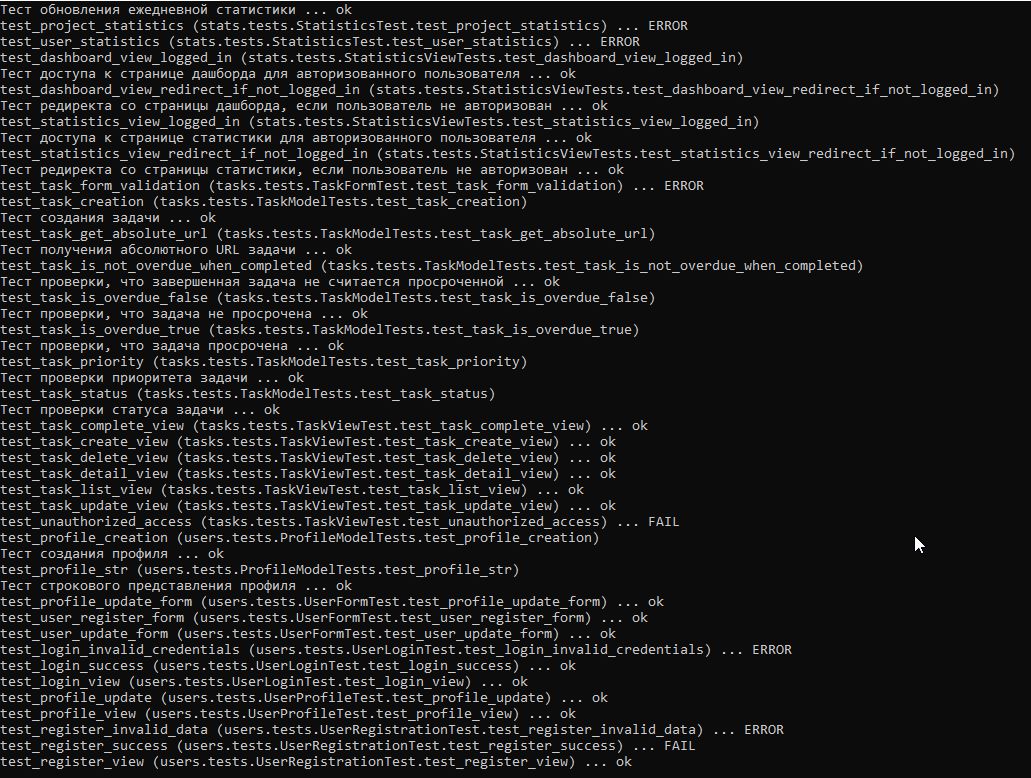 Тест обновления ежедневной статистики ... ok
test_project_statistics (stats.tests.StatisticsTest.test_project_statistics) ... ERROR
test_user_statistics (stats.tests.StatisticsTest.test_user_statistics) ... ERROR
test_dashboard_view_logged_in (stats.tests.StatisticsViewTests.test_dashboard_view_logged_in)
Тест доступа к странице дашборда для авторизованного пользователя ... ok
test_dashboard_view_redirect_if_not_logged_in (stats.tests.StatisticsViewTests.test_dashboard_view_redirect_if_not_logged_in)
Тест редиректа со страницы дашборда, если пользователь не авторизован ... ok
test_statistics_view_logged_in (stats.tests.StatisticsViewTests.test_statistics_view_logged_in)
Тест доступа к странице статистики для авторизованного пользователя ... ok
test_statistics_view_redirect_if_not_logged_in (stats.tests.StatisticsViewTests.test_statistics_view_redirect_if_not_logged_in)
Тест редиректа со страницы статистики, если пользователь не авторизован ... ok
test_task_form_validation (tasks.tests.TaskFormTest.test_task_form_validation) ... ERROR
test_task_creation (tasks.tests.TaskModelTests.test_task_creation)
Тест создания задачи ... ok
test_task_get_absolute_url (tasks.tests.TaskModelTests.test_task_get_absolute_url)
Тест получения абсолютного URL задачи ... ok
test_task_is_not_overdue_when_completed (tasks.tests.TaskModelTests.test_task_is_not_overdue_when_completed)
Тест проверки, что завершенная задача не считается просроченной ... ok
test_task_is_overdue_false (tasks.tests.TaskModelTests.test_task_is_overdue_false)
Тест проверки, что задача не просрочена ... ok
test_task_is_overdue_true (tasks.tests.TaskModelTests.test_task_is_overdue_true)
Тест проверки, что задача просрочена ... ok
test_task_priority (tasks.tests.TaskModelTests.test_task_priority)
Тест проверки приоритета задачи ... ok
test_task_status (tasks.tests.TaskModelTests.test_task_status)
Тест проверки статуса задачи ... ok
test_task_complete_view (tasks.tests.TaskViewTest.test_task_complete_view) ... ok
test_task_create_view (tasks.tests.TaskViewTest.test_task_create_view) ... ok
test_task_delete_view (tasks.tests.TaskViewTest.test_task_delete_view) ... ok
test_task_detail_view (tasks.tests.TaskViewTest.test_task_detail_view) ... ok
test_task_list_view (tasks.tests.TaskViewTest.test_task_list_view) ... ok
test_task_update_view (tasks.tests.TaskViewTest.test_task_update_view) ... ok
test_unauthorized_access (tasks.tests.TaskViewTest.test_unauthorized_access) ... FAIL
test_profile_creation (users.tests.ProfileModelTests.test_profile_creation)
Тест создания профиля ... ok
test_profile_str (users.tests.ProfileModelTests.test_profile_str)
Тест строкового представления профиля ... ok
test_profile_update_form (users.tests.UserFormTest.test_profile_update_form) ... ok
test_user_register_form (users.tests.UserFormTest.test_user_register_form) ... ok
test_user_update_form (users.tests.UserFormTest.test_user_update_form) ... ok
test_login_invalid_credentials (users.tests.UserLoginTest.test_login_invalid_credentials) ... ERROR
test_login_success (users.tests.UserLoginTest.test_login_success) ... ok
test_login_view (users.tests.UserLoginTest.test_login_view) ... ok
test_profile_update (users.tests.UserProfileTest.test_profile_update) ... ok
test_profile_view (users.tests.UserProfileTest.test_profile_view) ... ok
test_register_invalid_data (users.tests.UserRegistrationTest.test_register_invalid_data) ... ERROR
test_register_success (users.tests.UserRegistrationTest.test_register_success) ... FAIL
test_register_view (users.tests.UserRegistrationTest.test_register_view) ... ok